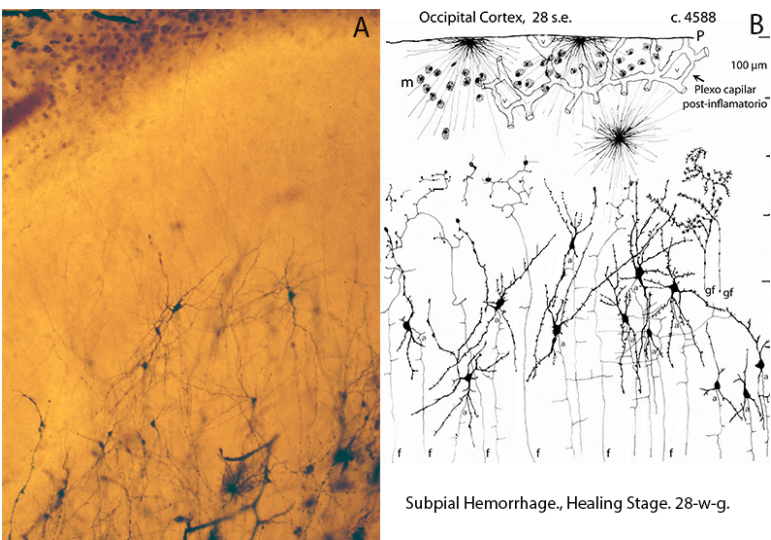 A
Occipital Cortex, 28 s.e.
c. 4588
B
P
100 µm
m
v
v
v
v
Plexo capilar
post-inflamatorio
a
a
gf
gf
a
a
a
a
a
a
a
a
a
f
f
f
f
f
f
f
Subpial Hemorrhage., Healing Stage. 28-w-g.